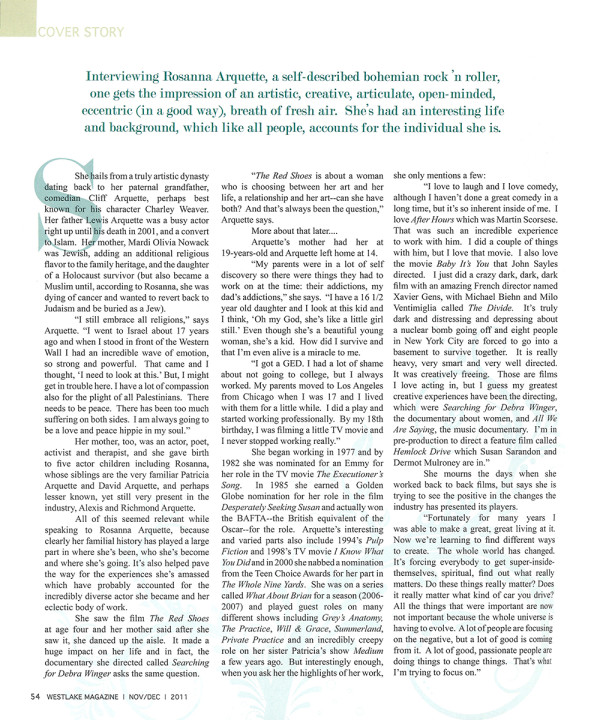 COVER STORY
Interviewing Rosanna Arquette, a self-described bohemian rock 'n roller,
one gets the impression of an artistic, creative, articulate, open-minded,
eccentric (in a good way), breath of fresh air. She's had an interesting life
and background, which like all people, accounts for the individual she is.
S
She hails from a truly artistic dynasty
dating back to her paternal grandfather,
comedian Cliff Arquette, perhaps best
known for his character Charley Weaver.
Her father Lewis Arquette was a busy actor
right up until his death in 2001, and a convert
to Islam. Her mother, Mardi Olivia Nowack
was Jewish, adding an additional religious
flavor to the family heritage, and the daughter
of a Holocaust survivor (but also became a
Muslim until, according to Rosanna, she was
dying of cancer and wanted to revert back to
Judaism and be buried as a Jew).
"I still embrace all religions," says
Arquette. "I went to Israel about 17 years
ago and when I stood in front of the Western
Wall I had an incredible wave of emotion,
so strong and powerful. That came and I
thought, 'I need to look at this.' But, I might
get in trouble here. I have a lot of compassion
also for the plight of all Palestinians. There
needs to be peace. There has been too much
suffering on both sides. I am always going to
be a love and peace hippie in my soul."
Her mother, too, was an actor, poet,
activist and therapist, and she gave birth
to five actor children including Rosanna,
whose siblings are the very familiar Patricia
Arquette and David Arquette, and perhaps
lesser known, yet still very present in the
industry, Alexis and Richmond Arquette.
All of this seemed relevant while
speaking to Rosanna Arquette, because
clearly her familial history has played a large
part in where she's been, who she's become
and where she's going. It's also helped pave
the way for the experiences she's amassed
which have probably accounted for the
incredibly diverse actor she became and her
eclectic body of work.
She saw the film The Red Shoes
at age four and her mother said after she
saw it, she danced up the aisle. It made a
huge impact on her life and in fact, the
documentary she directed called Searching
for Debra Winger asks the same question.
"The Red Shoes is about a woman
who is choosing between her art and her
life, a relationship and her art--can she have
both? And that's always been the question,"
Arquette says.
More about that later....
Arquette's mother had her at
19-years-old and Arquette left home at 14.
"My parents were in a lot of self
discovery so there were things they had to
work on at the time: their addictions, my
dad's addictions," she says. "I have a 16 1/2
year old daughter and I look at this kid and
I think, 'Oh my God, she's like a little girl
still.' Even though she's a beautiful young
woman, she's a kid. How did I survive and
that I'm even alive is a miracle to me.
"I got a GED. I had a lot of shame
about not going to college, but I always
worked. My parents moved to Los Angeles
from Chicago when I was 17 and I lived
with them for a little while. I did a play and
started working professionally. By my 18th
birthday, I was filming a little TV movie and
I never stopped working really."
She began working in 1977 and by
1982 she was nominated for an Emmy for
her role in the TV movie The Executioner's
Song. In 1985 she earned a Golden
Globe nomination for her role in the film
Desperately Seeking Susan and actually won
the BAFTA--the British equivalent of the
Oscar--for the role. Arquette's interesting
and varied parts also include 1994's Pulp
Fiction and 1998's TV movie I Know What
You Did and in 2000 she nabbed a nomination
from the Teen Choice Awards for her part in
The Whole Nine Yards. She was on a series
called What About Brian for a season (2006-
2007) and played guest roles on many
different shows including Grey's Anatomy,
The Practice, Will & Grace, Summerland,
Private Practice and an incredibly creepy
role on her sister Patricia's show Medium
a few years ago. But interestingly enough,
when you ask her the highlights of her work,
she only mentions a few:
"I love to laugh and I love comedy,
although I haven't done a great comedy in a
long time, but it's so inherent inside of me. I
love After Hours which was Martin Scorsese.
That was such an incredible experience
to work with him. I did a couple of things
with him, but I love that movie. I also love
the movie Baby It's You that John Sayles
directed. I just did a crazy dark, dark, dark
film with an amazing French director named
Xavier Gens, with Michael Biehn and Milo
Ventimiglia called The Divide. It's truly
dark and distressing and depressing about
a nuclear bomb going off and eight people
in New York City are forced to go into a
basement to survive together. It is really
heavy, very smart and very well directed.
It was creatively freeing. Those are films
I love acting in, but I guess my greatest
creative experiences have been the directing,
which were Searching for Debra Winger,
the documentary about women, and All We
Are Saying, the music documentary. I'm in
pre-production to direct a feature film called
Hemlock Drive which Susan Sarandon and
Dermot Mulroney are in."
She mourns the days when she
worked back to back films, but says she is
trying to see the positive in the changes the
industry has presented its players.
"Fortunately for many years I
was able to make a great, great living at it.
Now we're learning to find different ways
to create. The whole world has changed.
It's forcing everybody to get super-inside-
themselves, spiritual, find out what really
matters. Do these things really matter? Does
it really matter what kind of car you drive?
All the things that were important are now
not important because the whole universe is
having to evolve. A lot of people are focusing
on the negative, but a lot of good is coming
from it. A lot of good, passionate people are
doing things to change things. That's what
I'm trying to focus on."
54 WESTLAKE MAGAZINE | NOV/DEC | 2011